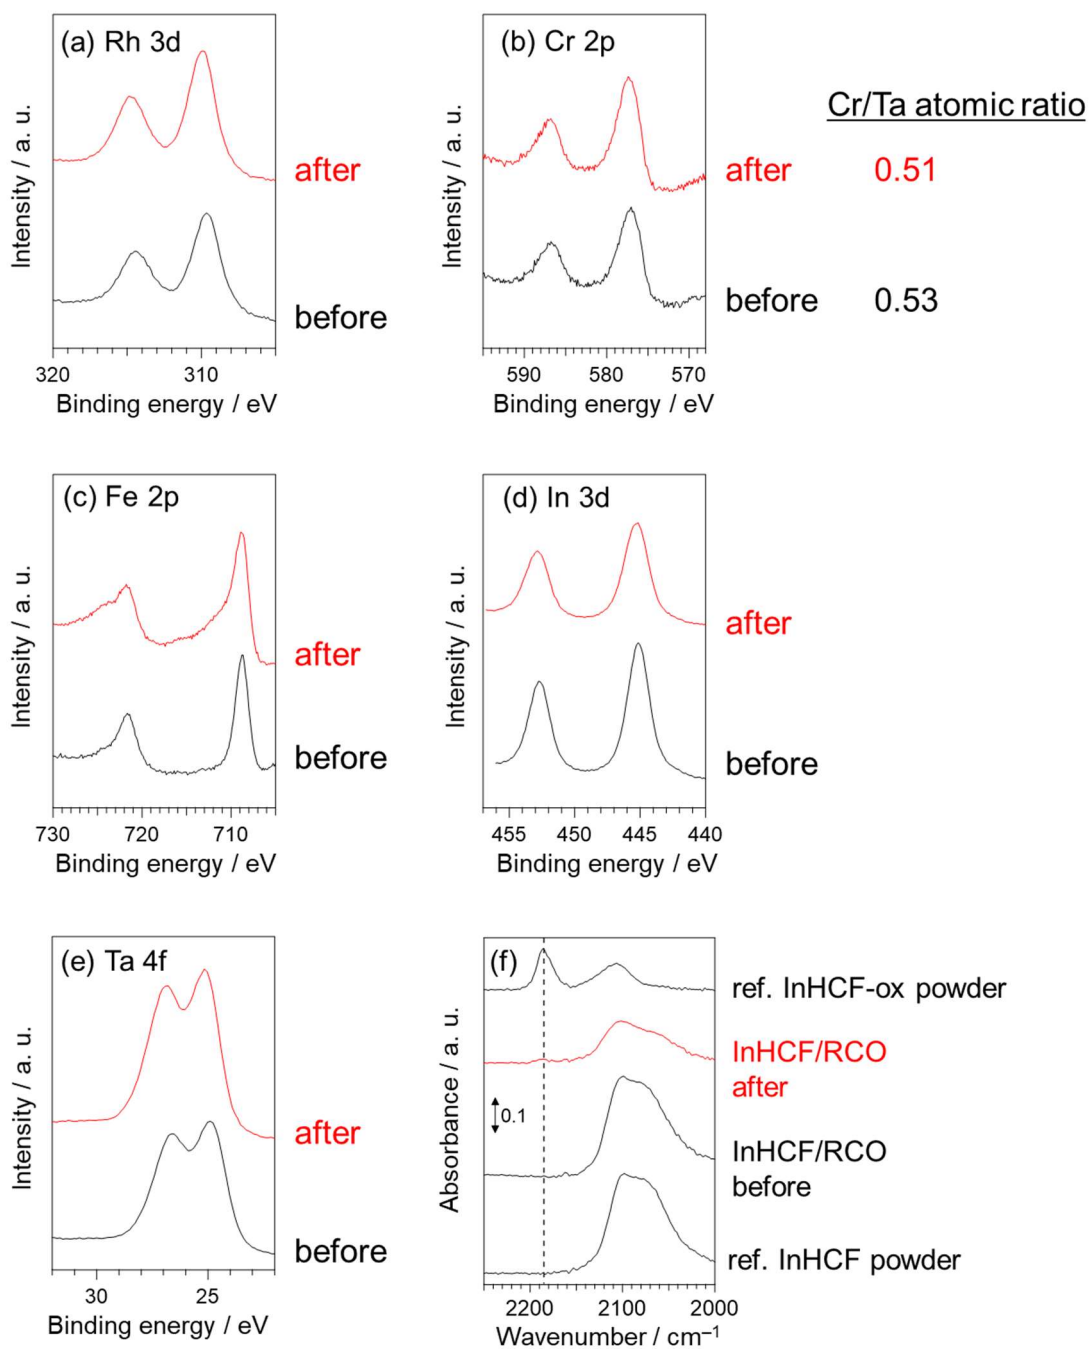 (a) Rh 3d
Intensity / a. u.
after
before
320 310
Binding energy / eV
(b) Cr 2p
Intensity / a. u.
after
before
590 580 570
Binding energy / eV
Cr/Ta atomic ratio
0.51
0.53
(c) Fe 2p
Intensity / a. u.
after
before
730 720 710
Binding energy / eV
(d) In 3d
Intensity / a. u.
after
before
455 450 445 440
Binding energy / eV
(e) Ta 4f
Intensity / a. u.
after
before
30 25
Binding energy / eV
(f)
Absorbance / a. u.
0.1
ref. InHCF-ox powder
InHCF/RCO
after
InHCF/RCO
before
ref. InHCF powder
2200 2100 2000
Wavenumber / cm⁻¹